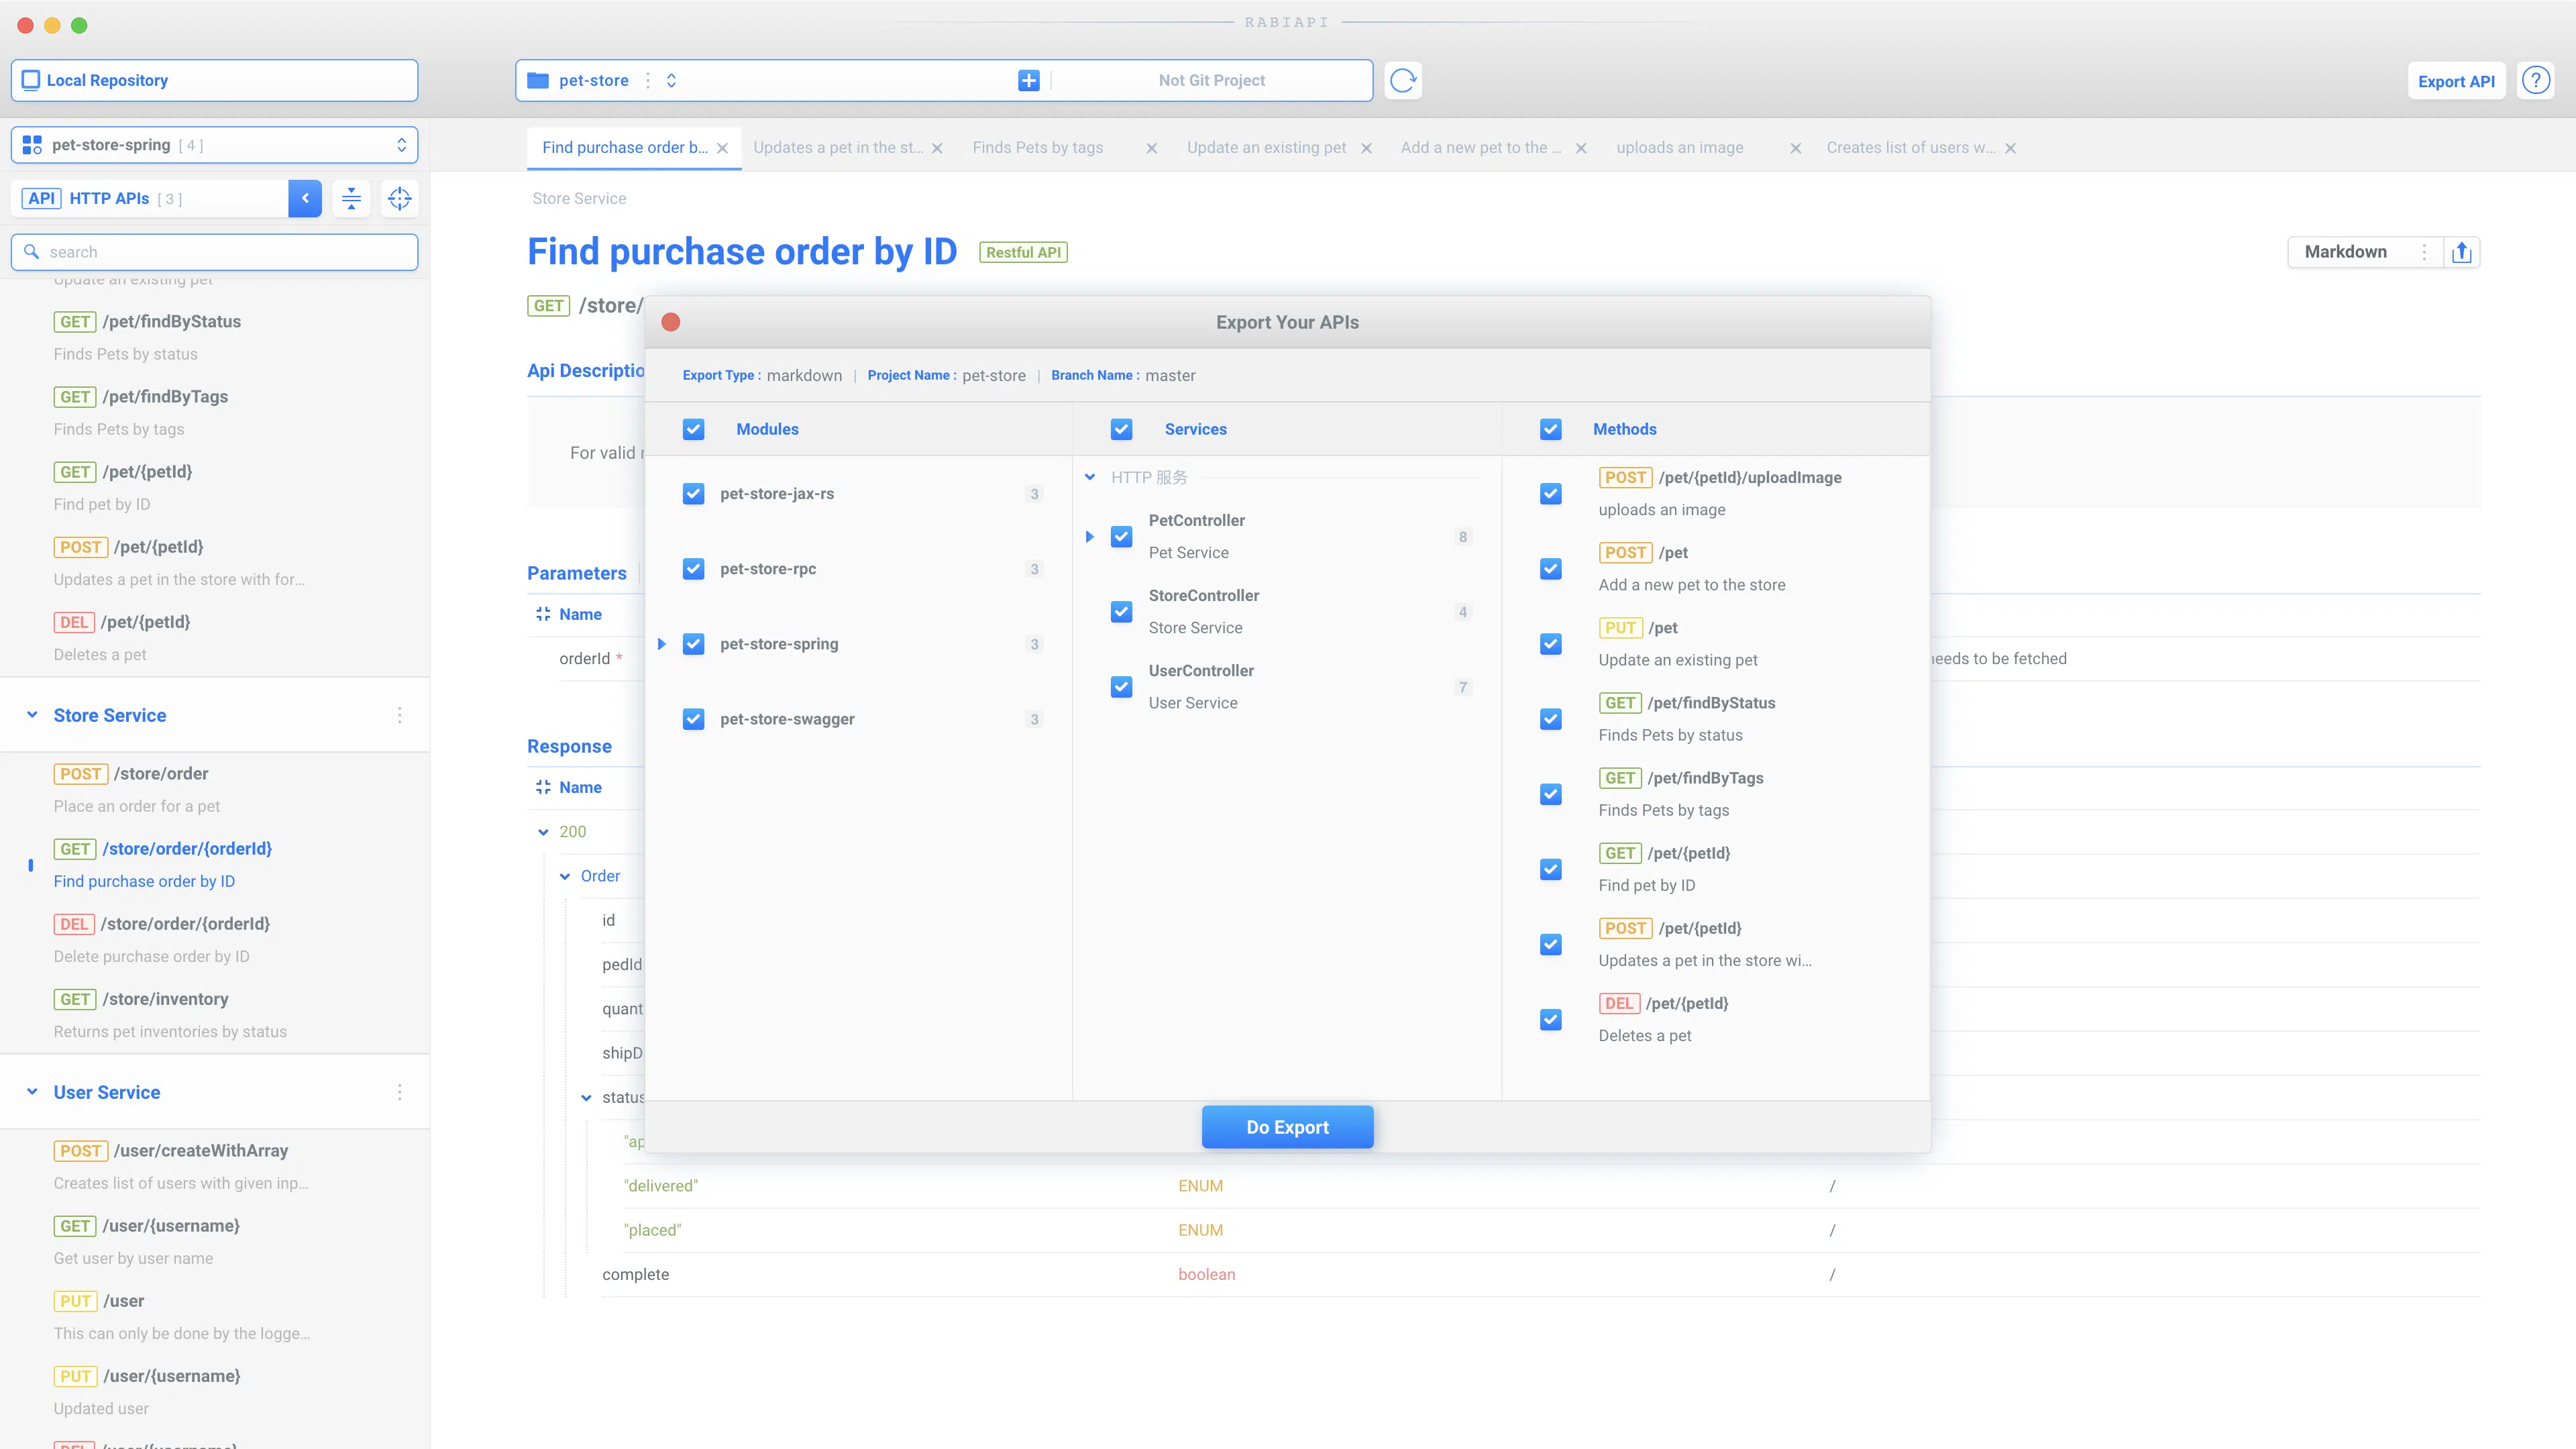 RABIAPI
Local Repository
pet-store
Not Git Project
Export API
?
pet-store-spring [ 4 ]
Find purchase order b...
Updates a pet in the st...
Finds Pets by tags
Update an existing pet
Add a new pet to the ...
uploads an image
Creates list of users w...
API HTTP APIs [ 3 ]
search
Update an existing pet
GET /pet/findByStatus
Finds Pets by status
GET /pet/findByTags
Finds Pets by tags
GET /pet/{petId}
Find pet by ID
POST /pet/{petId}
Updates a pet in the store with for...
DEL /pet/{petId}
Deletes a pet
Store Service
POST /store/order
Place an order for a pet
GET /store/order/{orderId}
Find purchase order by ID
DEL /store/order/{orderId}
Delete purchase order by ID
GET /store/inventory
Returns pet inventories by status
User Service
POST /user/createWithArray
Creates list of users with given inp...
GET /user/{username}
Get user by user name
PUT /user
This can only be done by the logge...
PUT /user/{username}
Updated user
DEL /user/{username}
Store Service
Find purchase order by ID
Restful API
Markdown
GET /store/
Api Descriptio
For valid
Parameters
Name
orderId *
needs to be fetched
Response
Name
200
Order
id
pedId
quant
shipD
status
"ap
"delivered" ENUM /
"placed" ENUM /
complete boolean /
Export Your APIs
Export Type : markdown | Project Name : pet-store | Branch Name : master
Modules
pet-store-jax-rs 3
pet-store-rpc 3
pet-store-spring 3
pet-store-swagger 3
Services
HTTP 服务
PetController
Pet Service
8
StoreController
Store Service
4
UserController
User Service
7
Methods
POST /pet/{petId}/uploadImage
uploads an image
POST /pet
Add a new pet to the store
PUT /pet
Update an existing pet
GET /pet/findByStatus
Finds Pets by status
GET /pet/findByTags
Finds Pets by tags
GET /pet/{petId}
Find pet by ID
POST /pet/{petId}
Updates a pet in the store wi...
DEL /pet/{petId}
Deletes a pet
Do Export